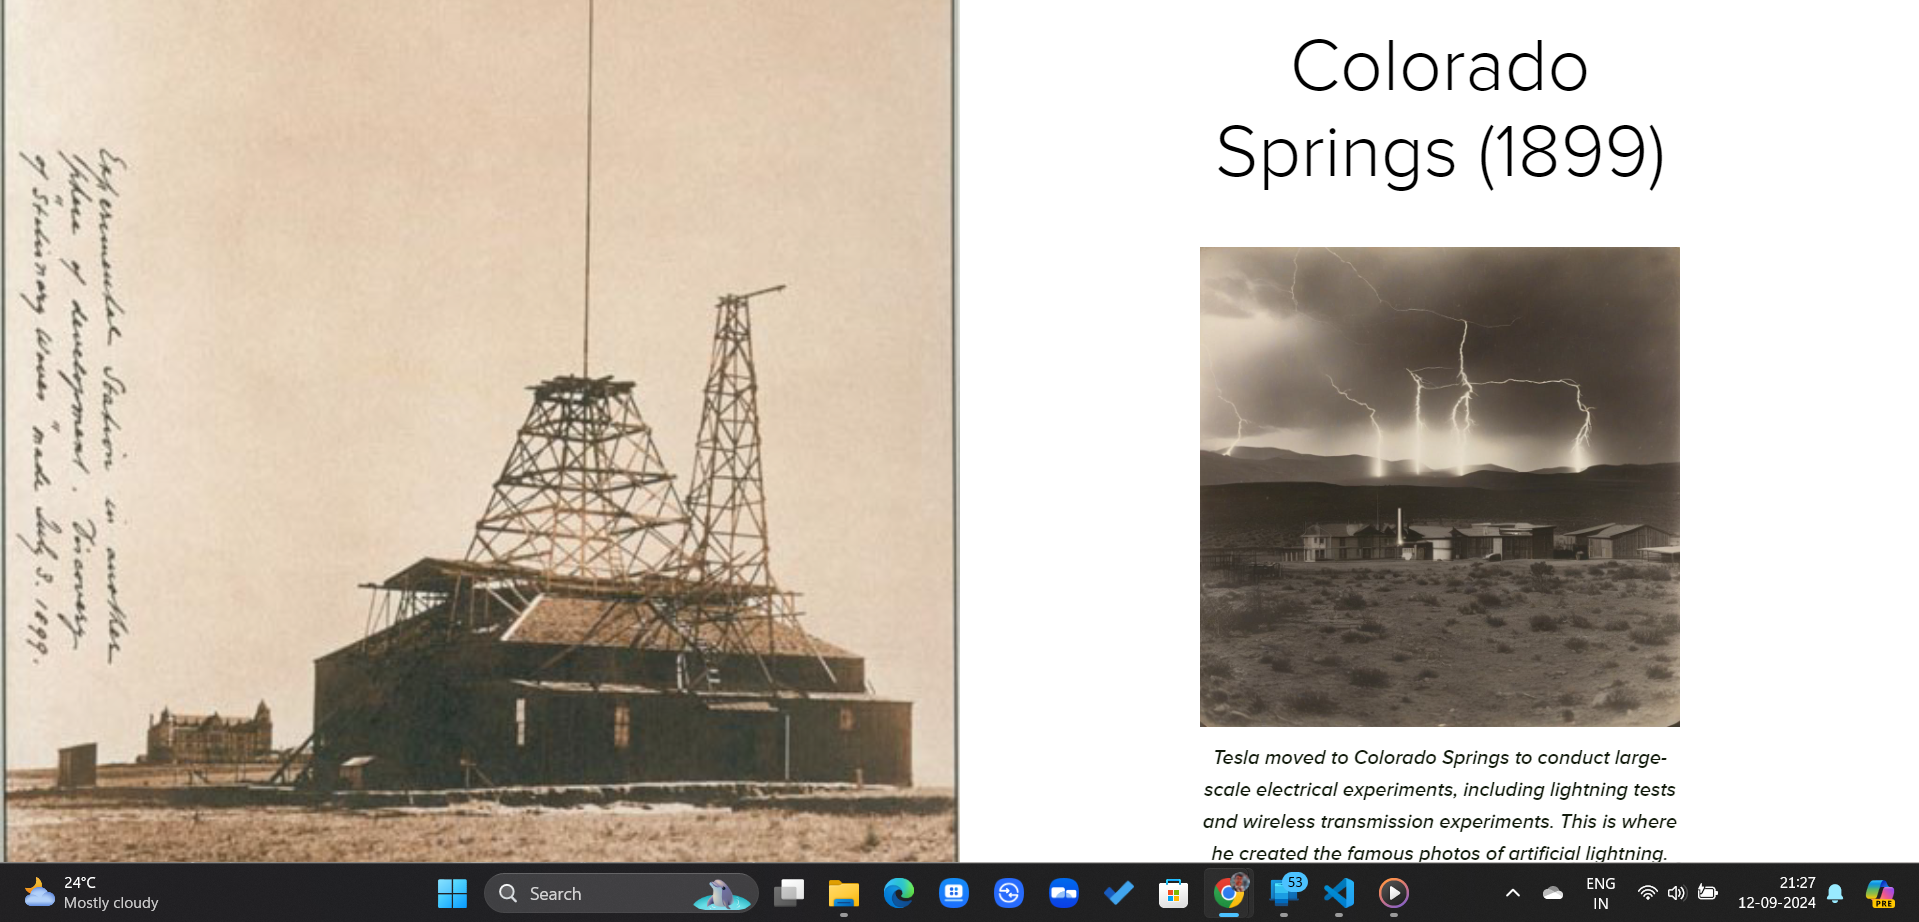 Experimental Station in another
phase of development. Discovery
of "Stationary Waves" made July 3. 1899.
Colorado
Springs (1899)
Tesla moved to Colorado Springs to conduct large-
scale electrical experiments, including lightning tests
and wireless transmission experiments. This is where
he created the famous photos of artificial lightning.
24°C
Mostly cloudy
Search
53
ENG
IN
21:27
12-09-2024
PRE